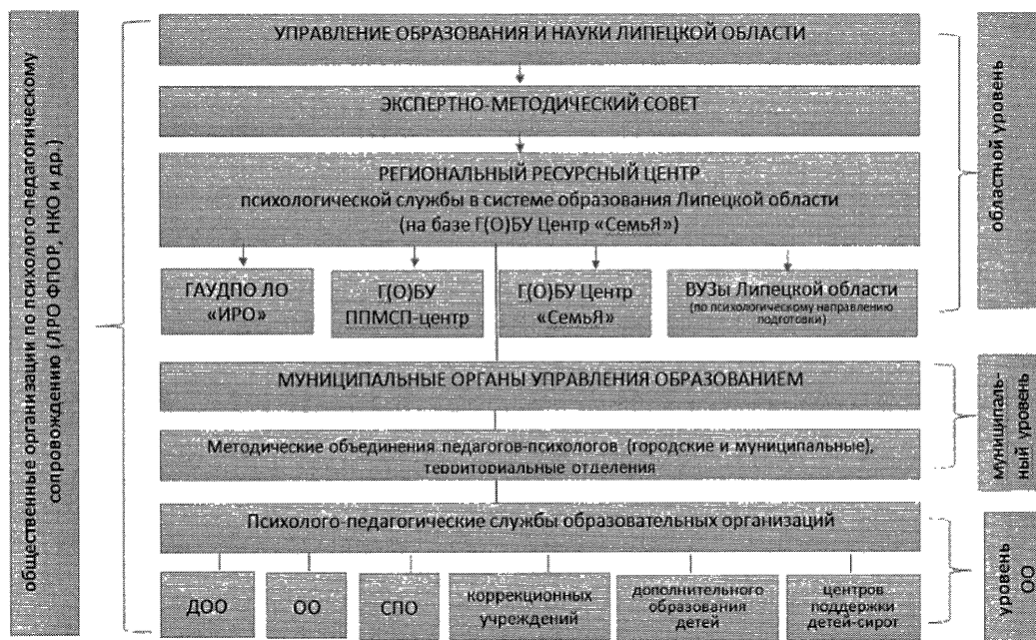 общественные организации по психолого-педагогическому
сопровождению (ЛРО ФПОР, НКО и др.)
УПРАВЛЕНИЕ ОБРАЗОВАНИЯ И НАУКИ ЛИПЕЦКОЙ ОБЛАСТИ
ЭКСПЕРТНО-МЕТОДИЧЕСКИЙ СОВЕТ
РЕГИОНАЛЬНЫЙ РЕСУРСНЫЙ ЦЕНТР
психологической службы в системе образования Липецкой области
(на базе Г(О)БУ Центр «СемьЯ»)
ГАУДПО ЛО
«ИРО»
Г(О)БУ
ППМСП-центр
Г(О)БУ Центр
«СемьЯ»
ВУЗы Липецкой области
(по психологическому направлению
подготовки)
областной уровень
МУНИЦИПАЛЬНЫЕ ОРГАНЫ УПРАВЛЕНИЯ ОБРАЗОВАНИЕМ
Методические объединения педагогов-психологов (городские и муниципальные),
территориальные отделения
муниципаль-
ный уровень
Психолого-педагогические службы образовательных организаций
ДОО
ОО
СПО
коррекционных
учреждений
дополнительного
образования
детей
центров
поддержки
детей-сирот
уровень
ОО